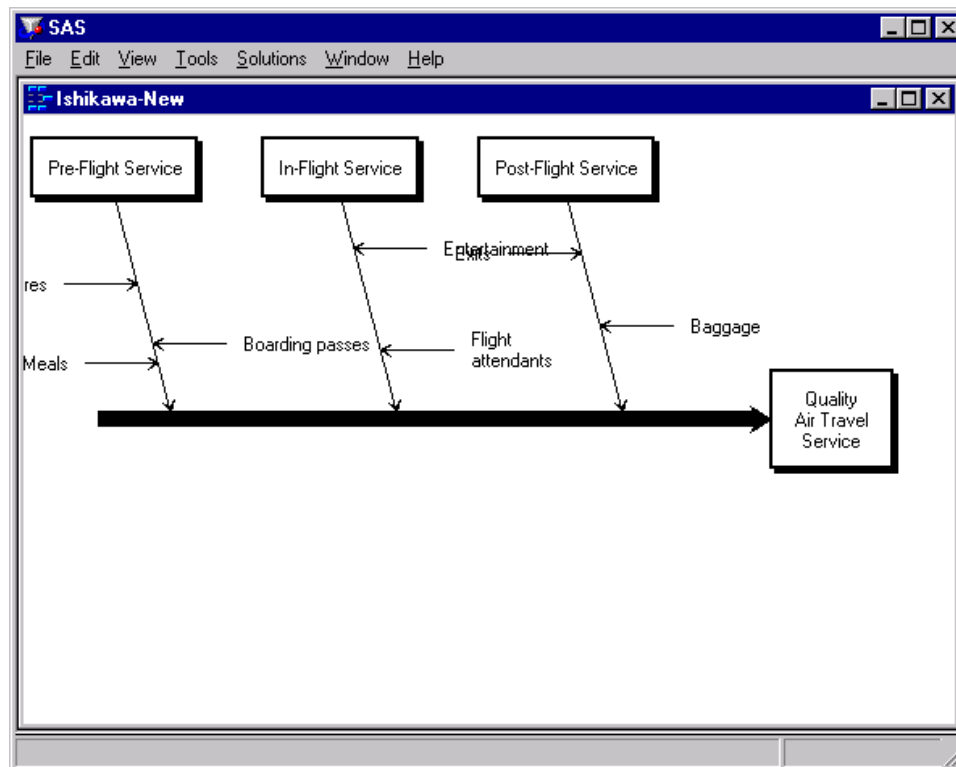 SAS
File Edit View Tools Solutions Window Help
Ishikawa-New
Pre-Flight Service
In-Flight Service
Post-Flight Service
Entertainment
Exits
res
Baggage
Boarding passes
Flight
attendants
Meals
Quality
Air Travel
Service